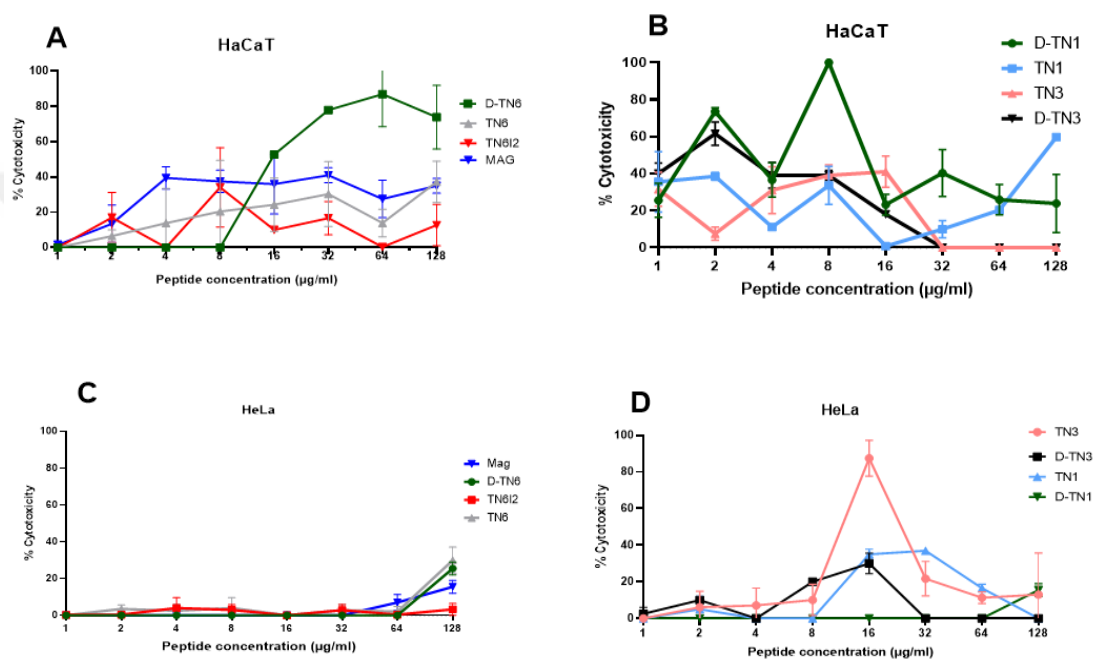 A
HaCaT
100
80
60
40
20
0
% Cytotoxicity
1 2 4 8 16 32 64 128
Peptide concentration (µg/ml)
D-TN6
TN6
TN6I2
MAG
B
HaCaT
100
80
60
40
20
0
% Cytotoxicity
1 2 4 8 16 32 64 128
Peptide concentration (µg/ml)
D-TN1
TN1
TN3
D-TN3
C
HeLa
100
80
60
40
20
0
% Cytotoxicity
1 2 4 8 16 32 64 128
Peptide concentration (µg/ml)
Mag
D-TN6
TN6I2
TN6
D
HeLa
100
80
60
40
20
0
% Cytotoxicity
1 2 4 8 16 32 64 128
Peptide concentration (µg/ml)
TN3
D-TN3
TN1
D-TN1